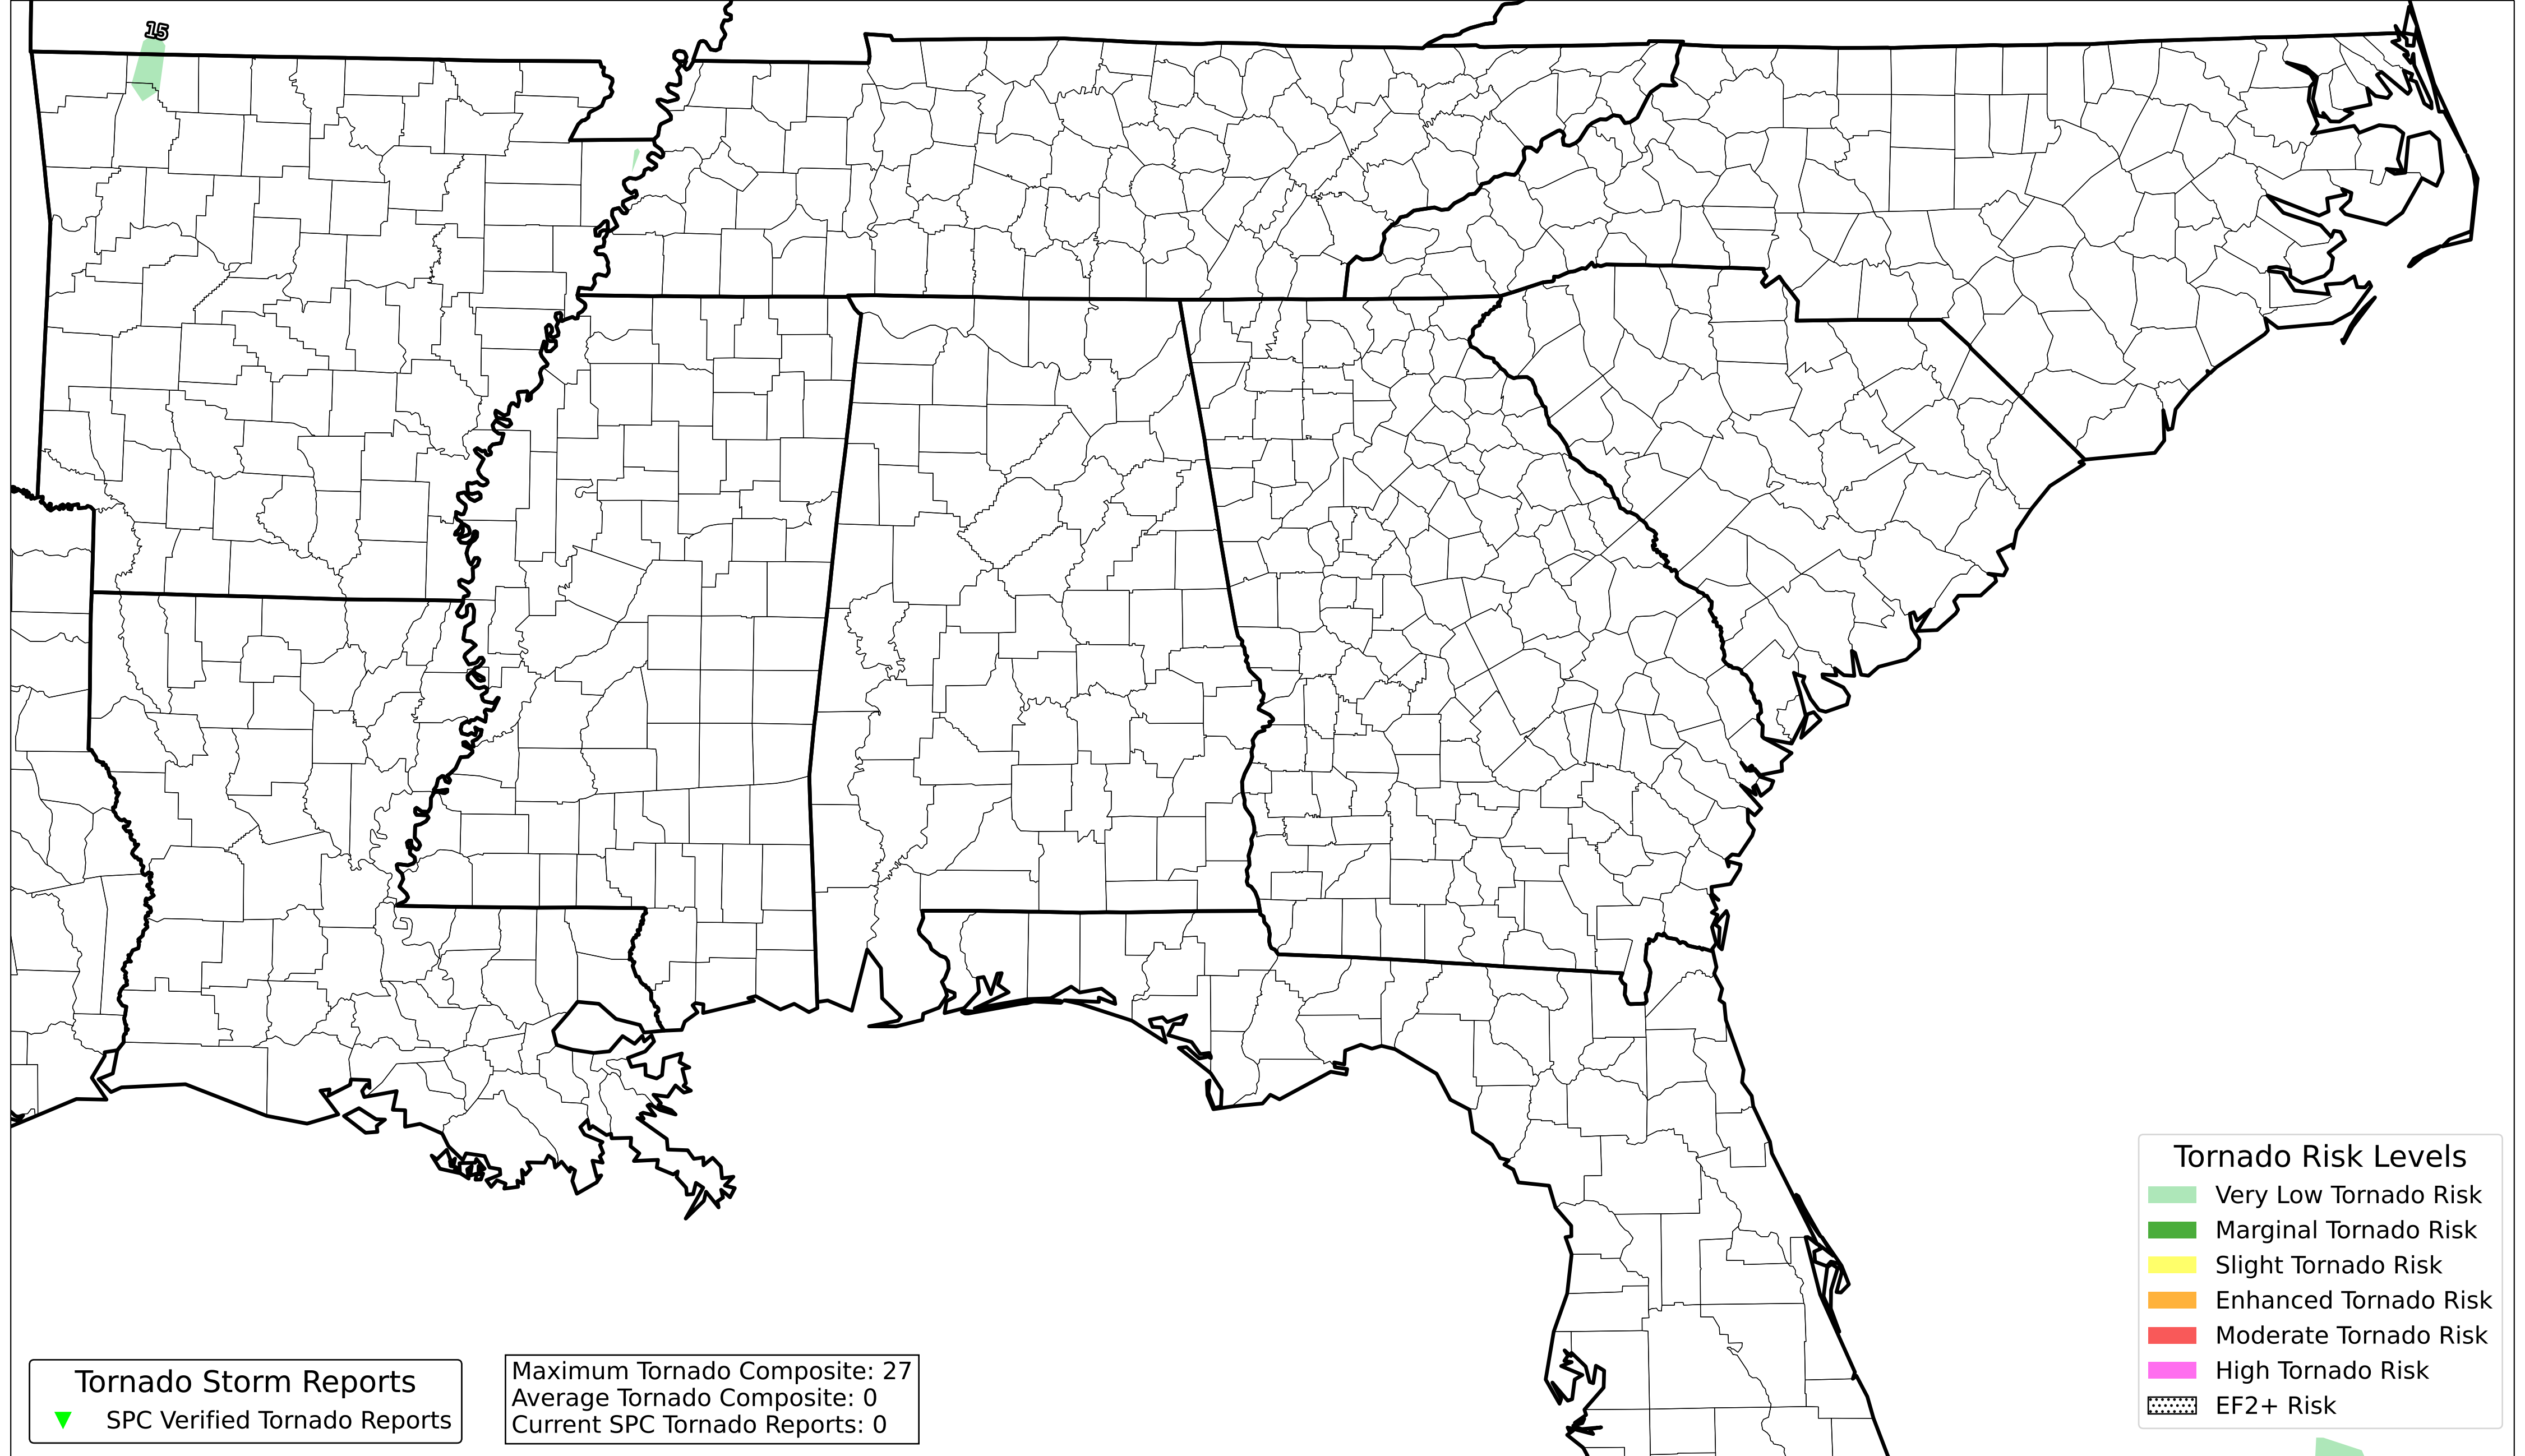 15
Tornado Risk Levels
Very Low Tornado Risk
Marginal Tornado Risk
Slight Tornado Risk
Enhanced Tornado Risk
Moderate Tornado Risk
High Tornado Risk
EF2+ Risk
Tornado Storm Reports
SPC Verified Tornado Reports
Maximum Tornado Composite: 27
Average Tornado Composite: 0
Current SPC Tornado Reports: 0